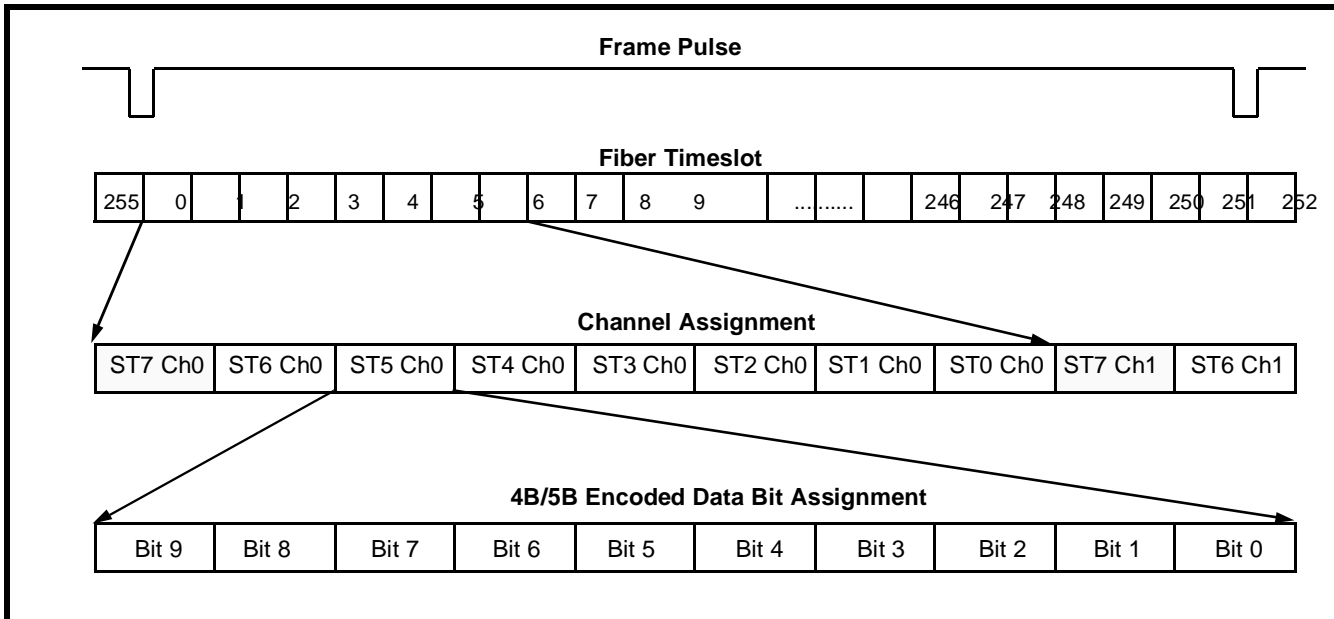 Frame Pulse
Fiber Timeslot
255 0 1 2 3 4 5 6 7 8 9 .......... 246 247 248 249 250 251 252
Channel Assignment
ST7 Ch0 ST6 Ch0 ST5 Ch0 ST4 Ch0 ST3 Ch0 ST2 Ch0 ST1 Ch0 ST0 Ch0 ST7 Ch1 ST6 Ch1
4B/5B Encoded Data Bit Assignment
Bit 9 Bit 8 Bit 7 Bit 6 Bit 5 Bit 4 Bit 3 Bit 2 Bit 1 Bit 0